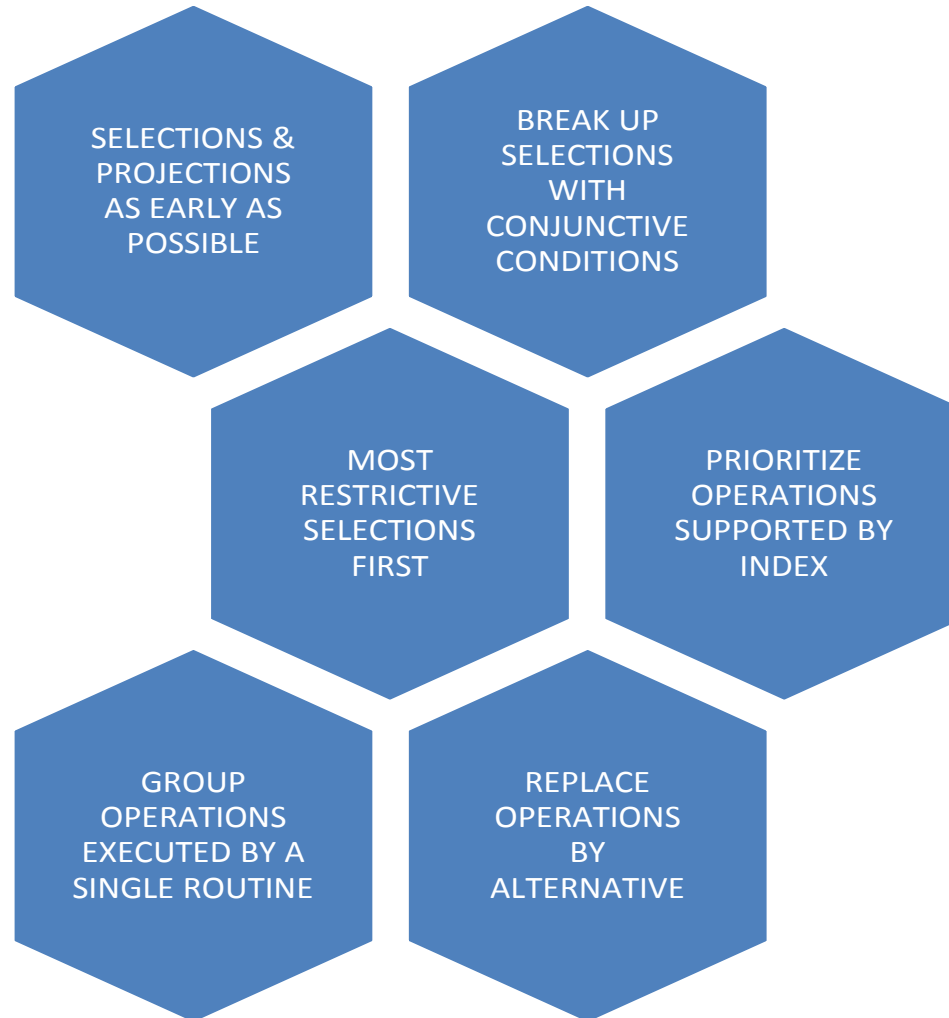 SELECTIONS &
PROJECTIONS
AS EARLY AS
POSSIBLE
BREAK UP
SELECTIONS
WITH
CONJUNCTIVE
CONDITIONS
MOST
RESTRICTIVE
SELECTIONS
FIRST
PRIORITIZE
OPERATIONS
SUPPORTED BY
INDEX
GROUP
OPERATIONS
EXECUTED BY A
SINGLE ROUTINE
REPLACE
OPERATIONS
BY
ALTERNATIVE